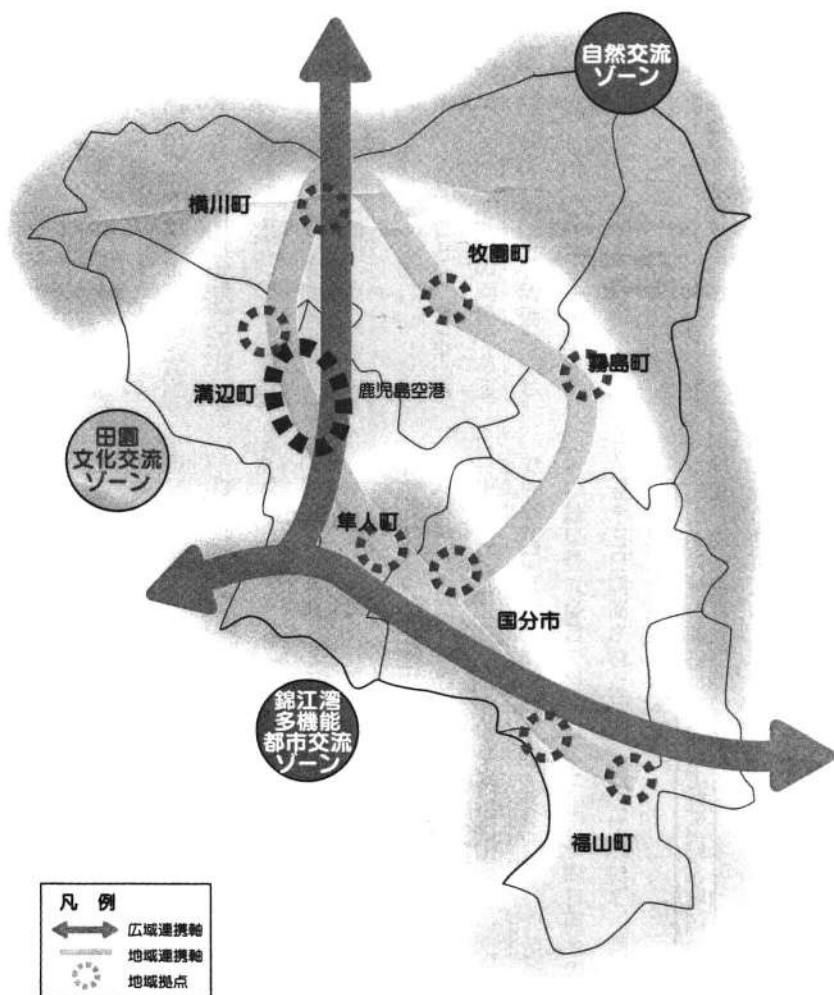 自然交流
ゾーン
横川町
牧園町
霧島町
溝辺町
鹿児島空港
田園
文化交流
ゾーン
隼人町
国分市
錦江湾
多機能
都市交流
ゾーン
福山町
凡 例
広域連携軸
地域連携軸
地域拠点